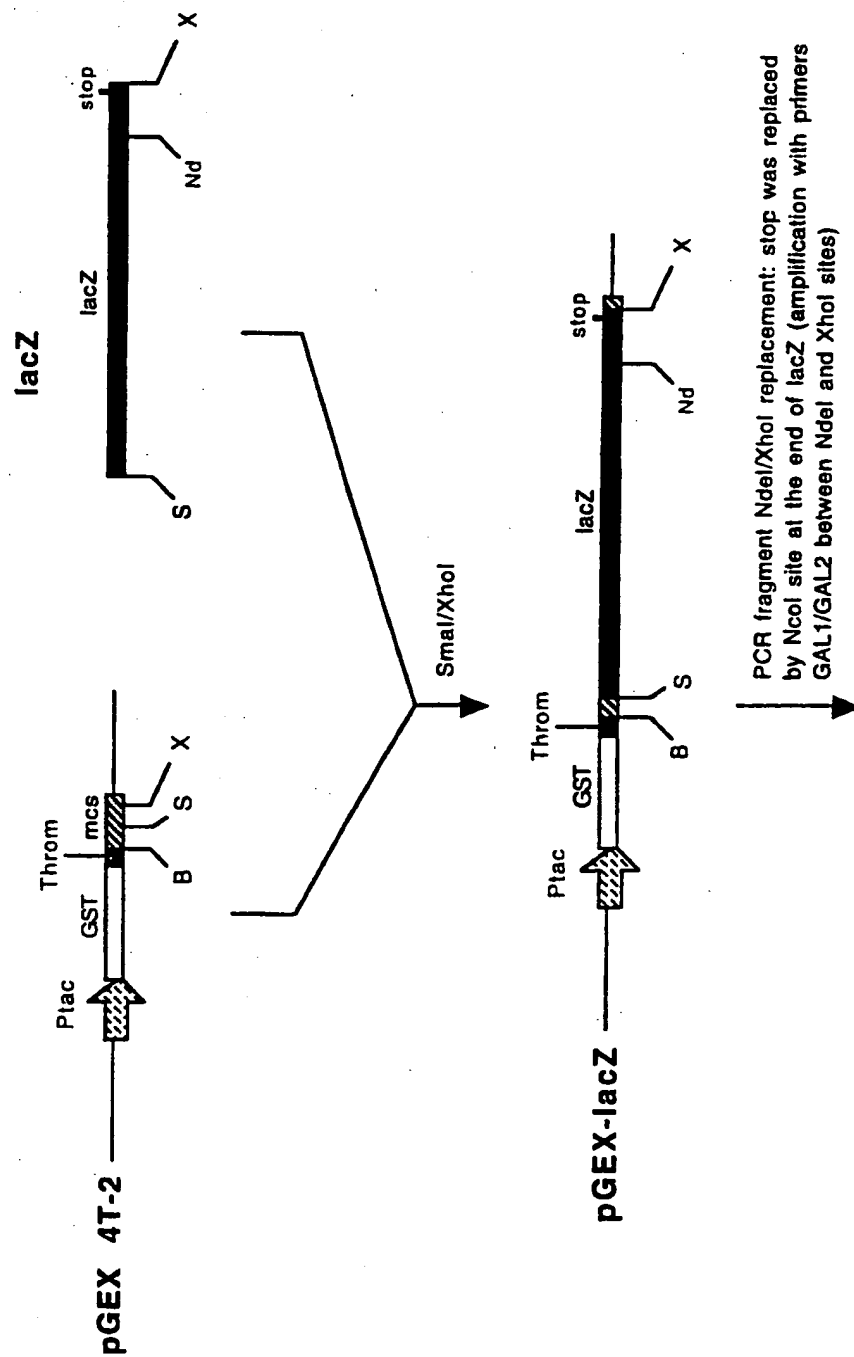 pGEX 4T-2
Ptac
GST
Throm
mcs
B
S
X
lacZ
lacZ
stop
S
Nd
X
SmaI/XhoI
pGEX-lacZ
Ptac
GST
Throm
B
S
lacZ
stop
Nd
X
PCR fragment NdeI/XhoI replacement: stop was replaced
by NcoI site at the end of lacZ (amplification with primers
GAL1/GAL2 between NdeI and XhoI sites)